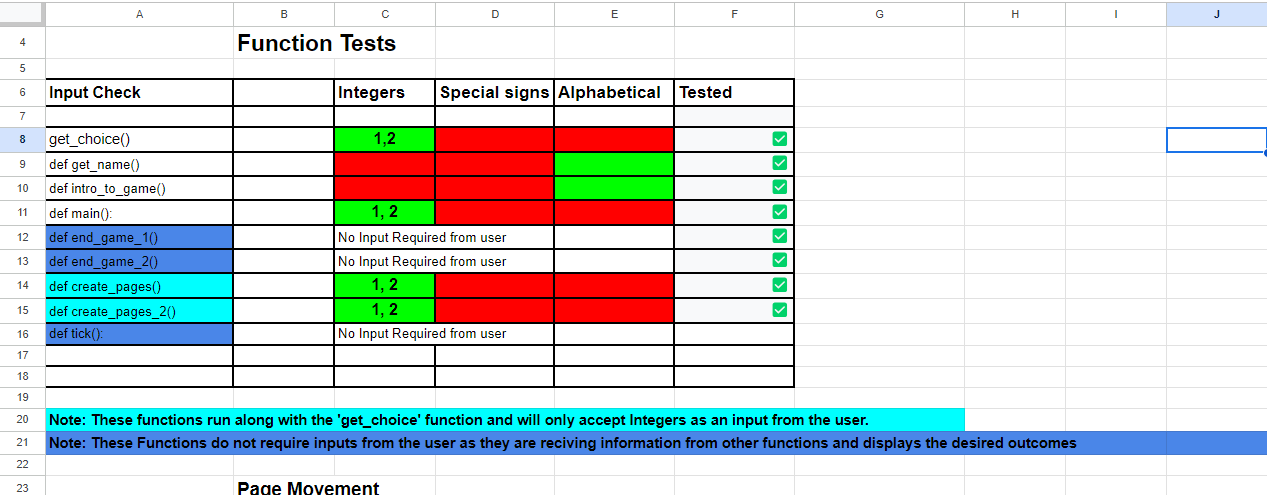 A B C D E F G H I J
4 Function Tests
5
6 Input Check Integers Special signs Alphabetical Tested
7
8 get_choice() 1,2
9 def get_name()
10 def intro_to_game()
11 def main(): 1, 2
12 def end_game_1() No Input Required from user
13 def end_game_2() No Input Required from user
14 def create_pages() 1, 2
15 def create_pages_2() 1, 2
16 def tick(): No Input Required from user
17
18
19
20 Note: These functions run along with the 'get_choice' function and will only accept Integers as an input from the user.
21 Note: These Functions do not require inputs from the user as they are reciving information from other functions and displays the desired outcomes
22
23 Page Movement